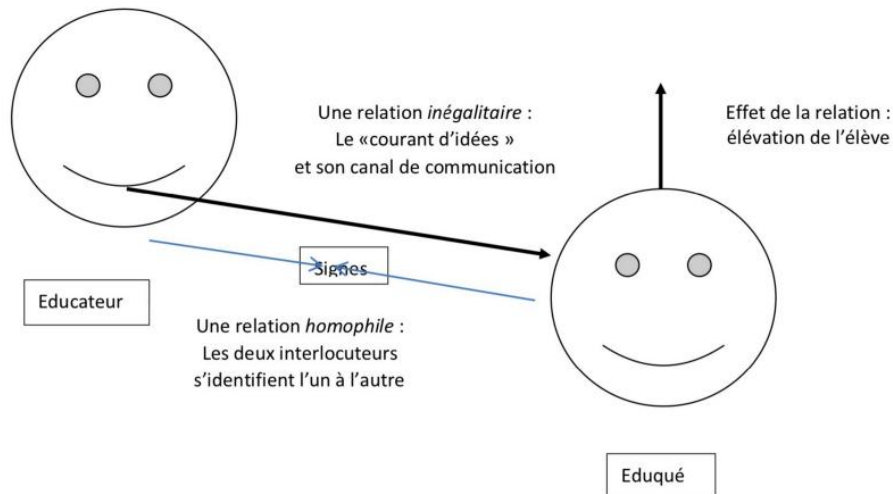 Une relation inégalitaire :
Le «courant d'idées »
et son canal de communication
Effet de la relation :
élévation de l'élève
Signes
Educateur
Une relation homophile :
Les deux interlocuteurs
s'identifient l'un à l'autre
Eduqué